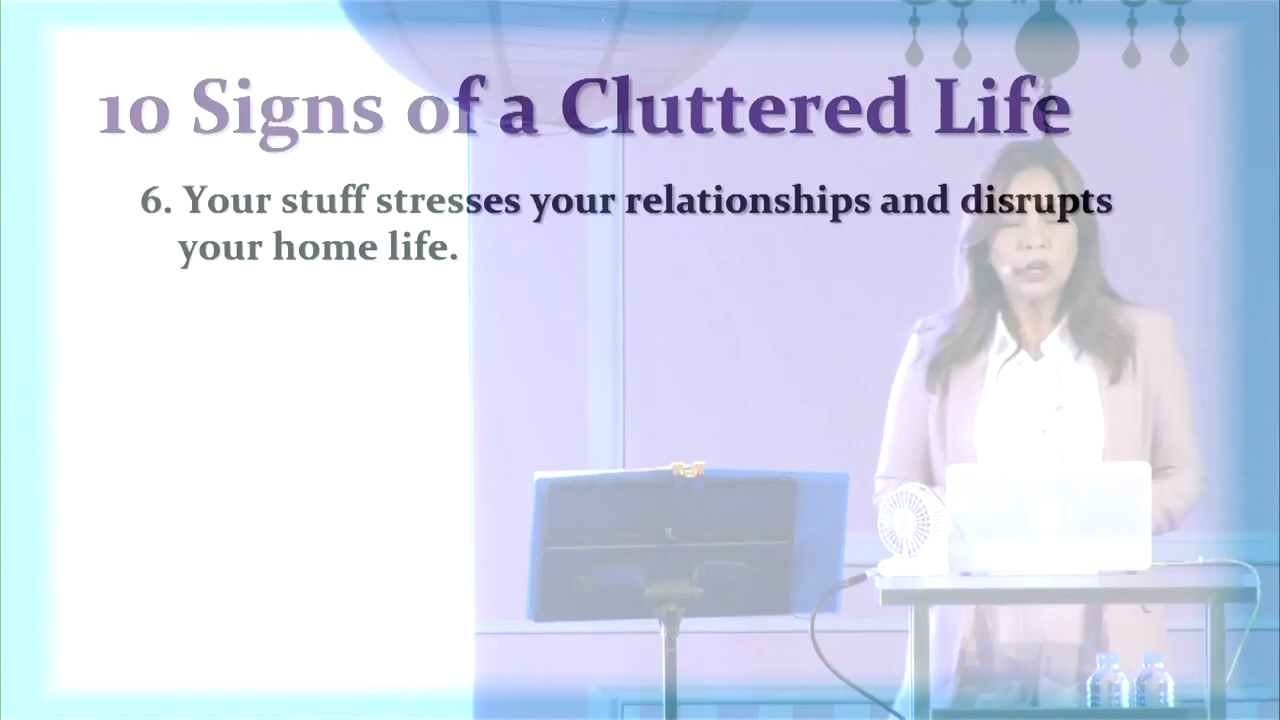 10 Signs of a Cluttered Life
6. Your stuff stresses your relationships and disrupts
your home life.